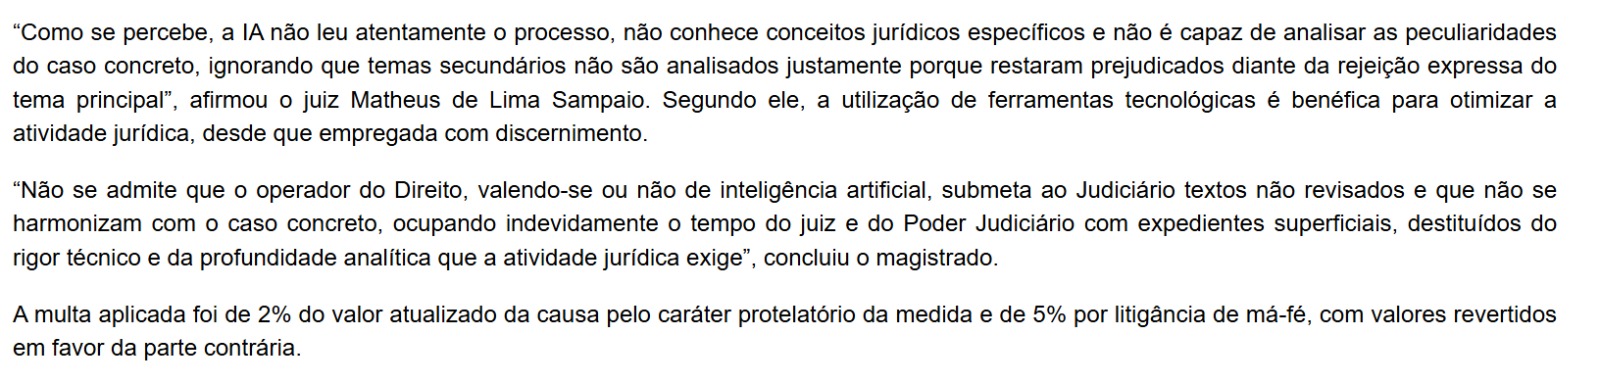 “Como se percebe, a IA não leu atentamente o processo, não conhece conceitos jurídicos específicos e não é capaz de analisar as peculiaridades
do caso concreto, ignorando que temas secundários não são analisados justamente porque restaram prejudicados diante da rejeição expressa do
tema principal”, afirmou o juiz Matheus de Lima Sampaio. Segundo ele, a utilização de ferramentas tecnológicas é benéfica para otimizar a
atividade jurídica, desde que empregada com discernimento.
“Não se admite que o operador do Direito, valendo-se ou não de inteligência artificial, submeta ao Judiciário textos não revisados e que não se
harmonizam com o caso concreto, ocupando indevidamente o tempo do juiz e do Poder Judiciário com expedientes superficiais, destituídos do
rigor técnico e da profundidade analítica que a atividade jurídica exige”, concluiu o magistrado.
A multa aplicada foi de 2% do valor atualizado da causa pelo caráter protelatório da medida e de 5% por litigância de má-fé, com valores revertidos
em favor da parte contrária.